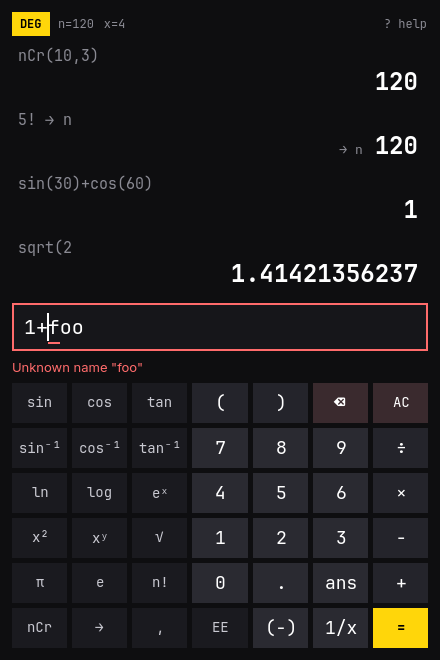 DEG n=120 x=4 ? help
nCr(10,3)
120
5! → n
→ n 120
sin(30)+cos(60)
1
sqrt(2
1.41421356237
1+foo
Unknown name "foo"
sin cos tan ( ) ⌫ AC
sin⁻¹ cos⁻¹ tan⁻¹ 7 8 9 ÷
ln log eˣ 4 5 6 ×
x² xʸ √ 1 2 3 -
π e n! 0 . ans +
nCr → , EE (-) 1/x =